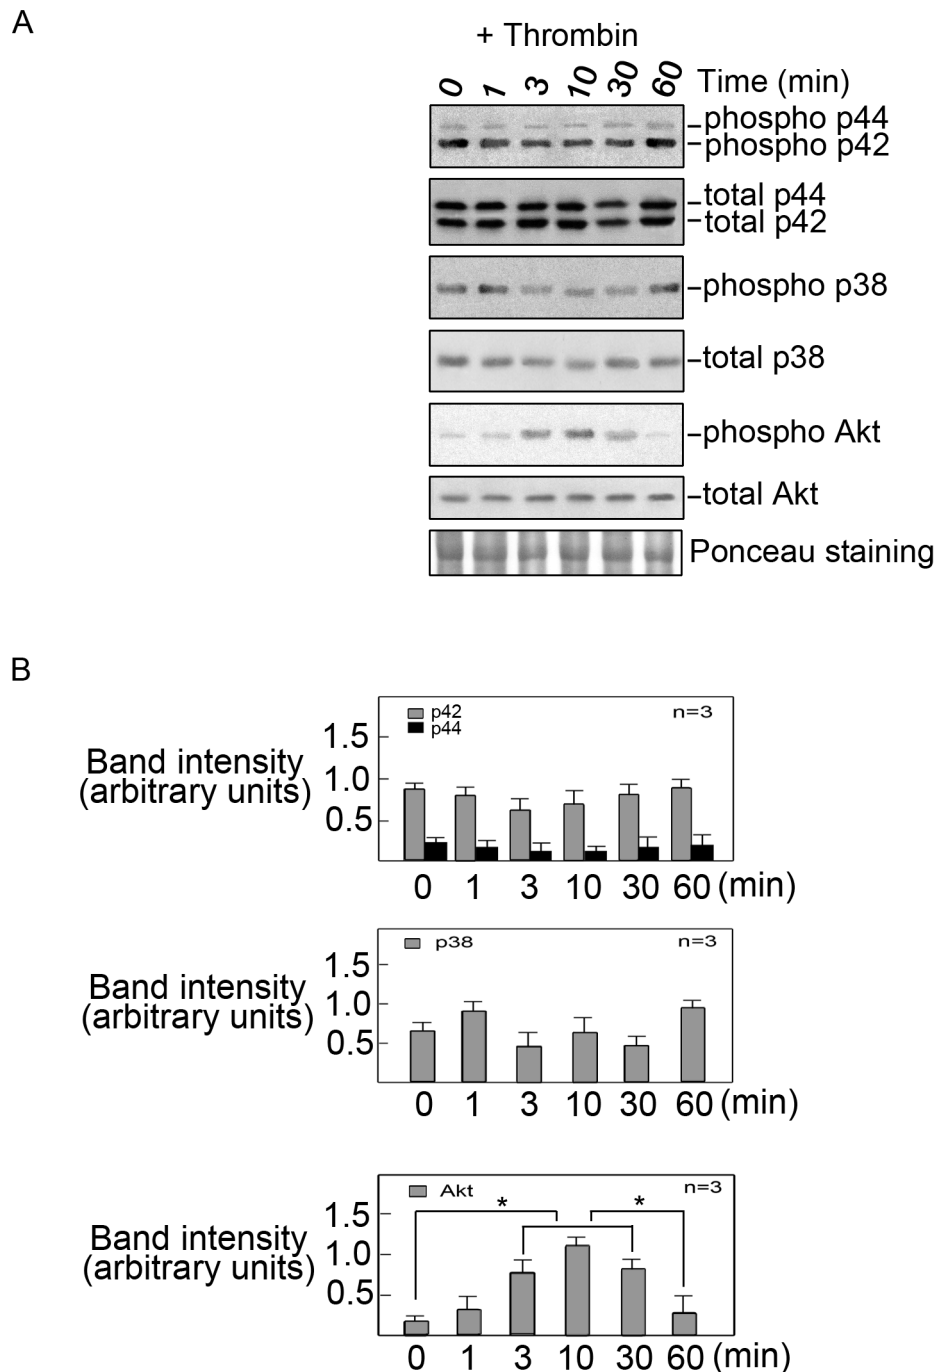 A
+ Thrombin
0 1 3 10 30 60 Time (min)
phospho p44
phospho p42
total p44
total p42
phospho p38
total p38
phospho Akt
total Akt
Ponceau staining
B
p42 n=3
p44
1.5
1.0
0.5
Band intensity
(arbitrary units)
0 1 3 10 30 60 (min)
p38 n=3
1.5
1.0
0.5
Band intensity
(arbitrary units)
0 1 3 10 30 60 (min)
Akt n=3
* *
1.5
1.0
0.5
Band intensity
(arbitrary units)
0 1 3 10 30 60 (min)